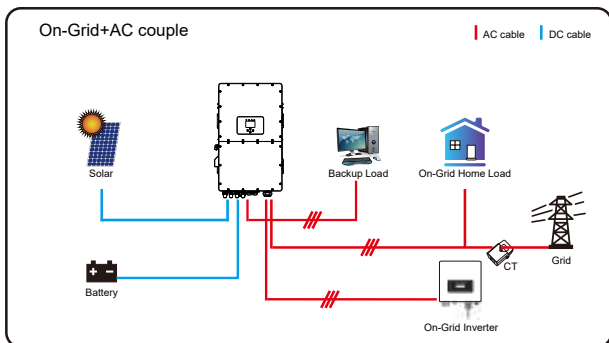 On-Grid+AC couple
AC cable
DC cable
Solar
Backup Load
On-Grid Home Load
CT
Grid
Battery
On-Grid Inverter